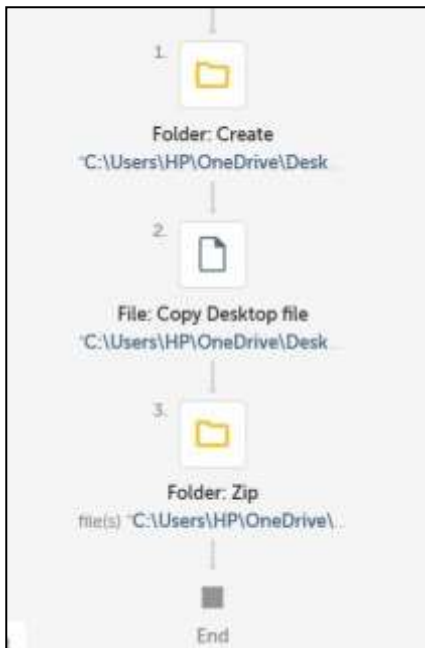 1.
Folder: Create
"C:\Users\HP\OneDrive\Desk...
2.
File: Copy Desktop file
"C:\Users\HP\OneDrive\Desk...
3.
Folder: Zip
file(s) "C:\Users\HP\OneDrive\...
End